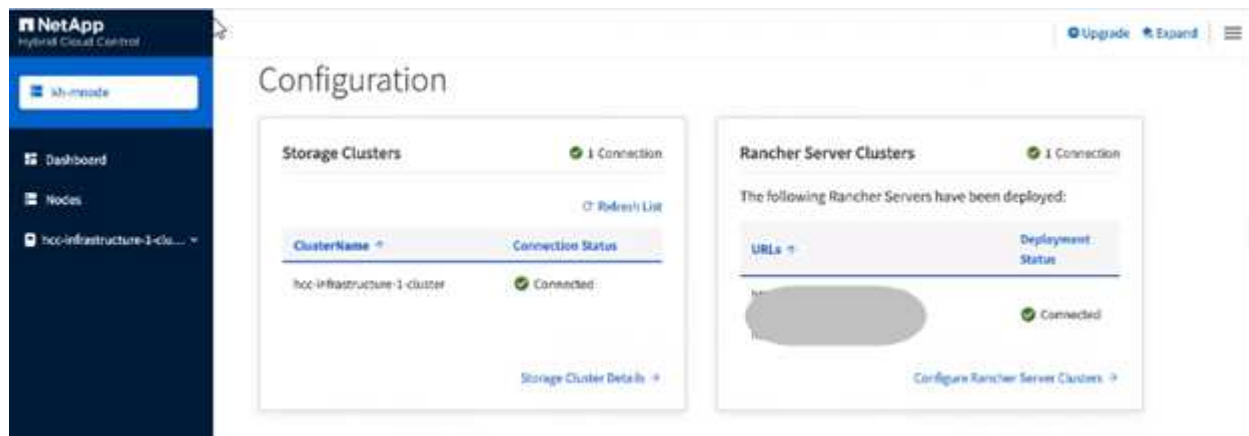 NetApp
Hybrid Cloud Control
Upgrade
Expand
kh-mnode
Configuration
Dashboard
Nodes
hcc-infrastructure-1-clu...
Storage Clusters
1 Connection
Refresh List
ClusterName
Connection Status
hcc-infrastructure-1-cluster
Connected
Storage Cluster Details
Rancher Server Clusters
1 Connection
The following Rancher Servers have been deployed:
URLs
Deployment
Status
Connected
Configure Rancher Server Clusters